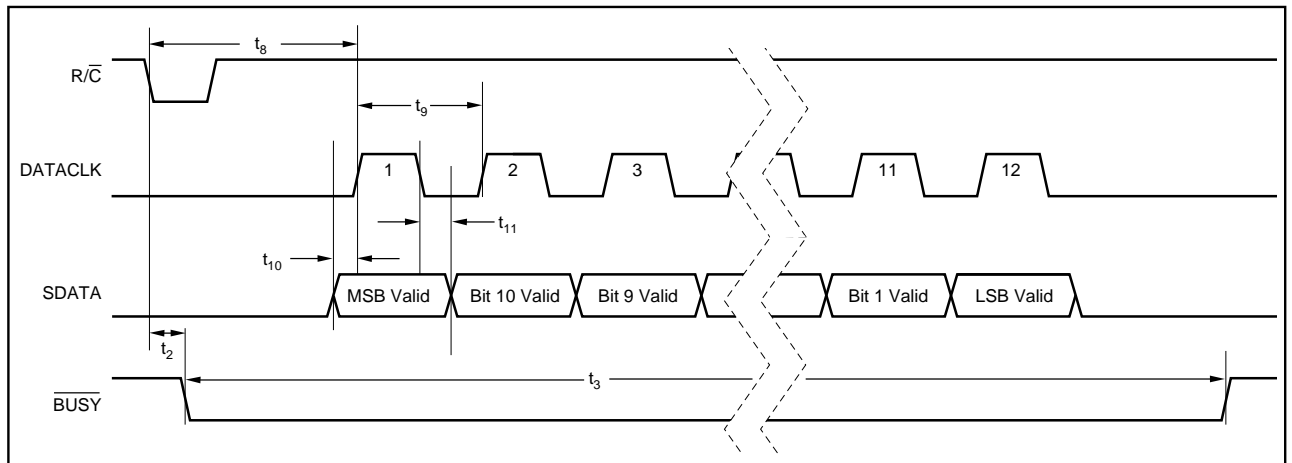 t8
R/C̅
t9
DATACLK
1
2
3
11
12
t11
t10
SDATA
MSB Valid
Bit 10 Valid
Bit 9 Valid
Bit 1 Valid
LSB Valid
t2
t3
B̅U̅S̅Y̅